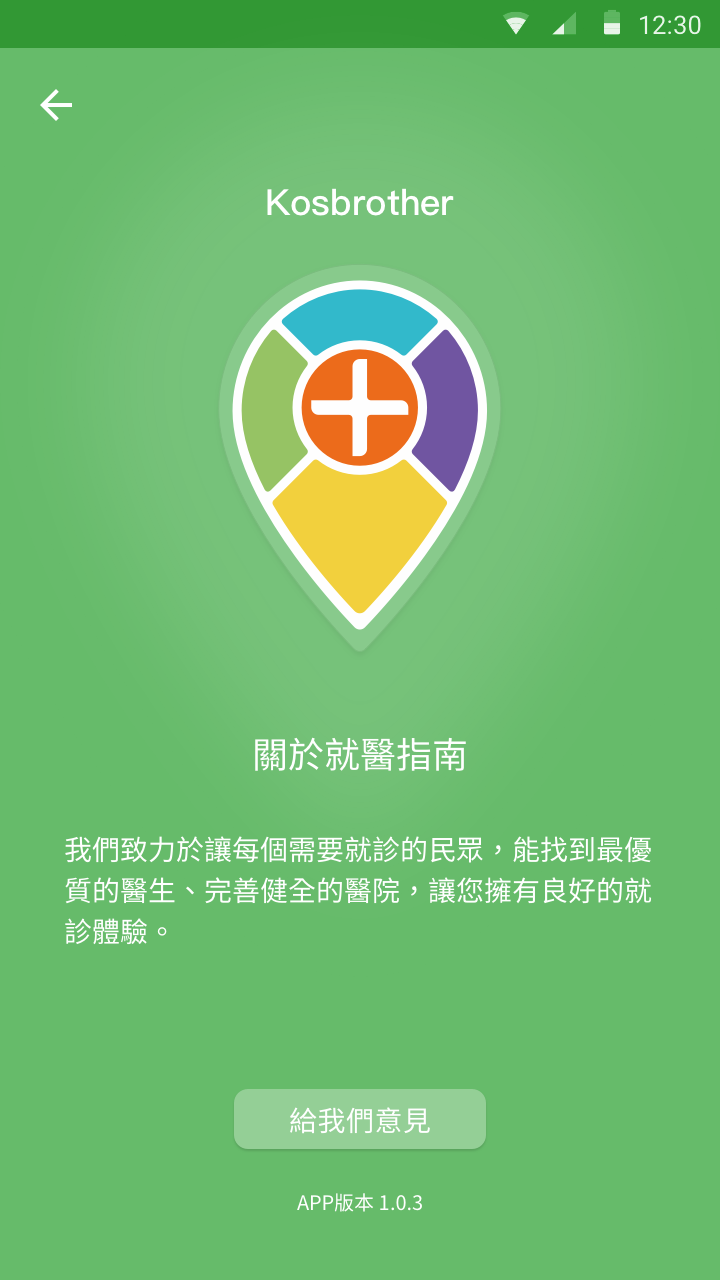 12:30
Kosbrother
關於就醫指南
我們致力於讓每個需要就診的民眾，能找到最優
質的醫生、完善健全的醫院，讓您擁有良好的就
診體驗。
給我們意見
APP版本 1.0.3